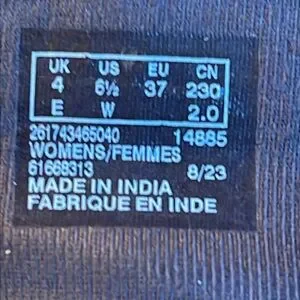 UK US EU CN
4 6½ 37 230
E W 2.0
261743465040 14885
WOMENS/FEMMES
61669313 8/23
MADE IN INDIA
FABRIQUE EN INDE